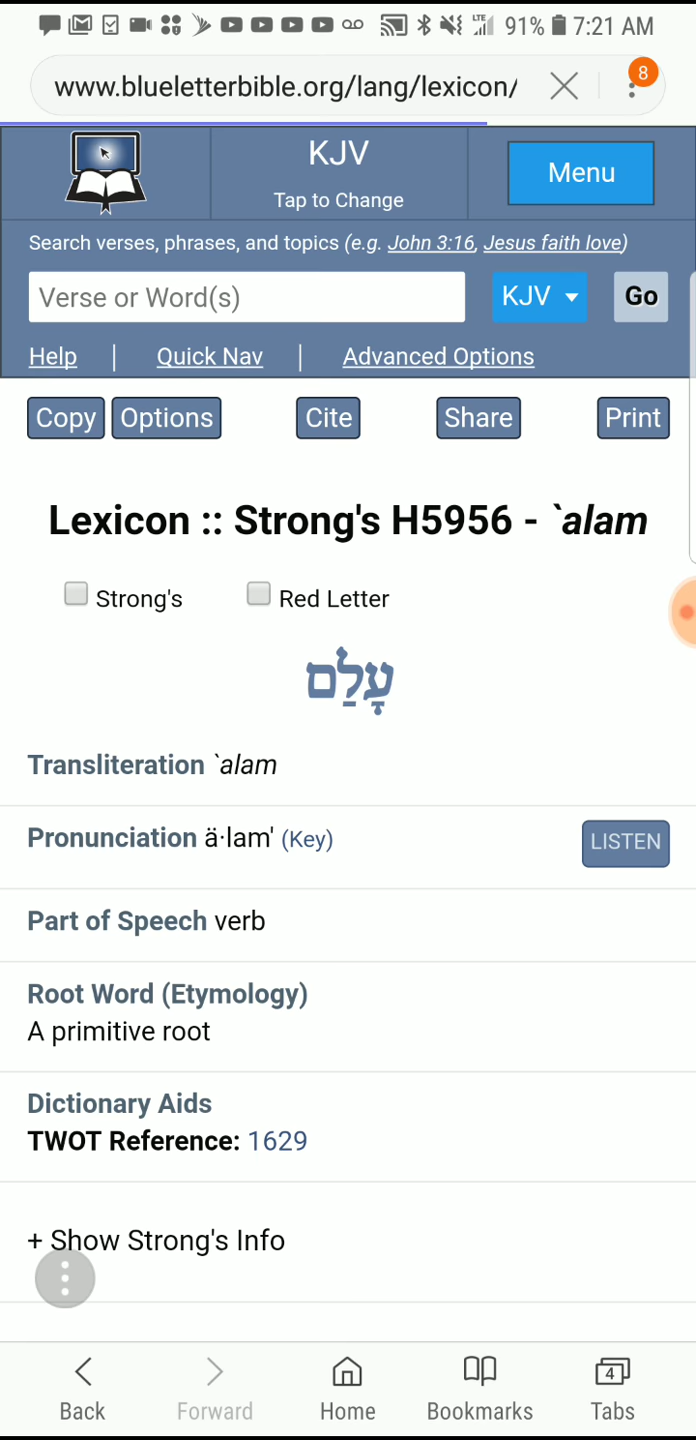 LTE 91% 7:21 AM
www.blueletterbible.org/lang/lexicon/
8
KJV
Tap to Change
Menu
Search verses, phrases, and topics (e.g. John 3:16, Jesus faith love)
Verse or Word(s) KJV Go
Help | Quick Nav | Advanced Options
Copy Options Cite Share Print
Lexicon :: Strong's H5956 - `alam
Strong's Red Letter
עָלַם
Transliteration `alam
Pronunciation ä·lam' (Key) LISTEN
Part of Speech verb
Root Word (Etymology)
A primitive root
Dictionary Aids
TWOT Reference: 1629
+ Show Strong's Info
4
Back Forward Home Bookmarks Tabs